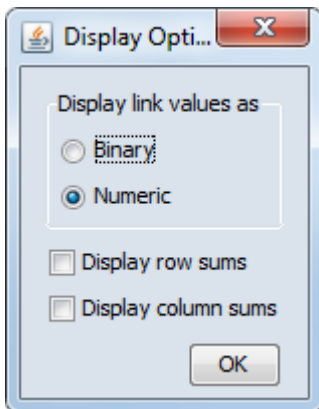 Display Opti...
Display link values as
Binary
Numeric
Display row sums
Display column sums
OK